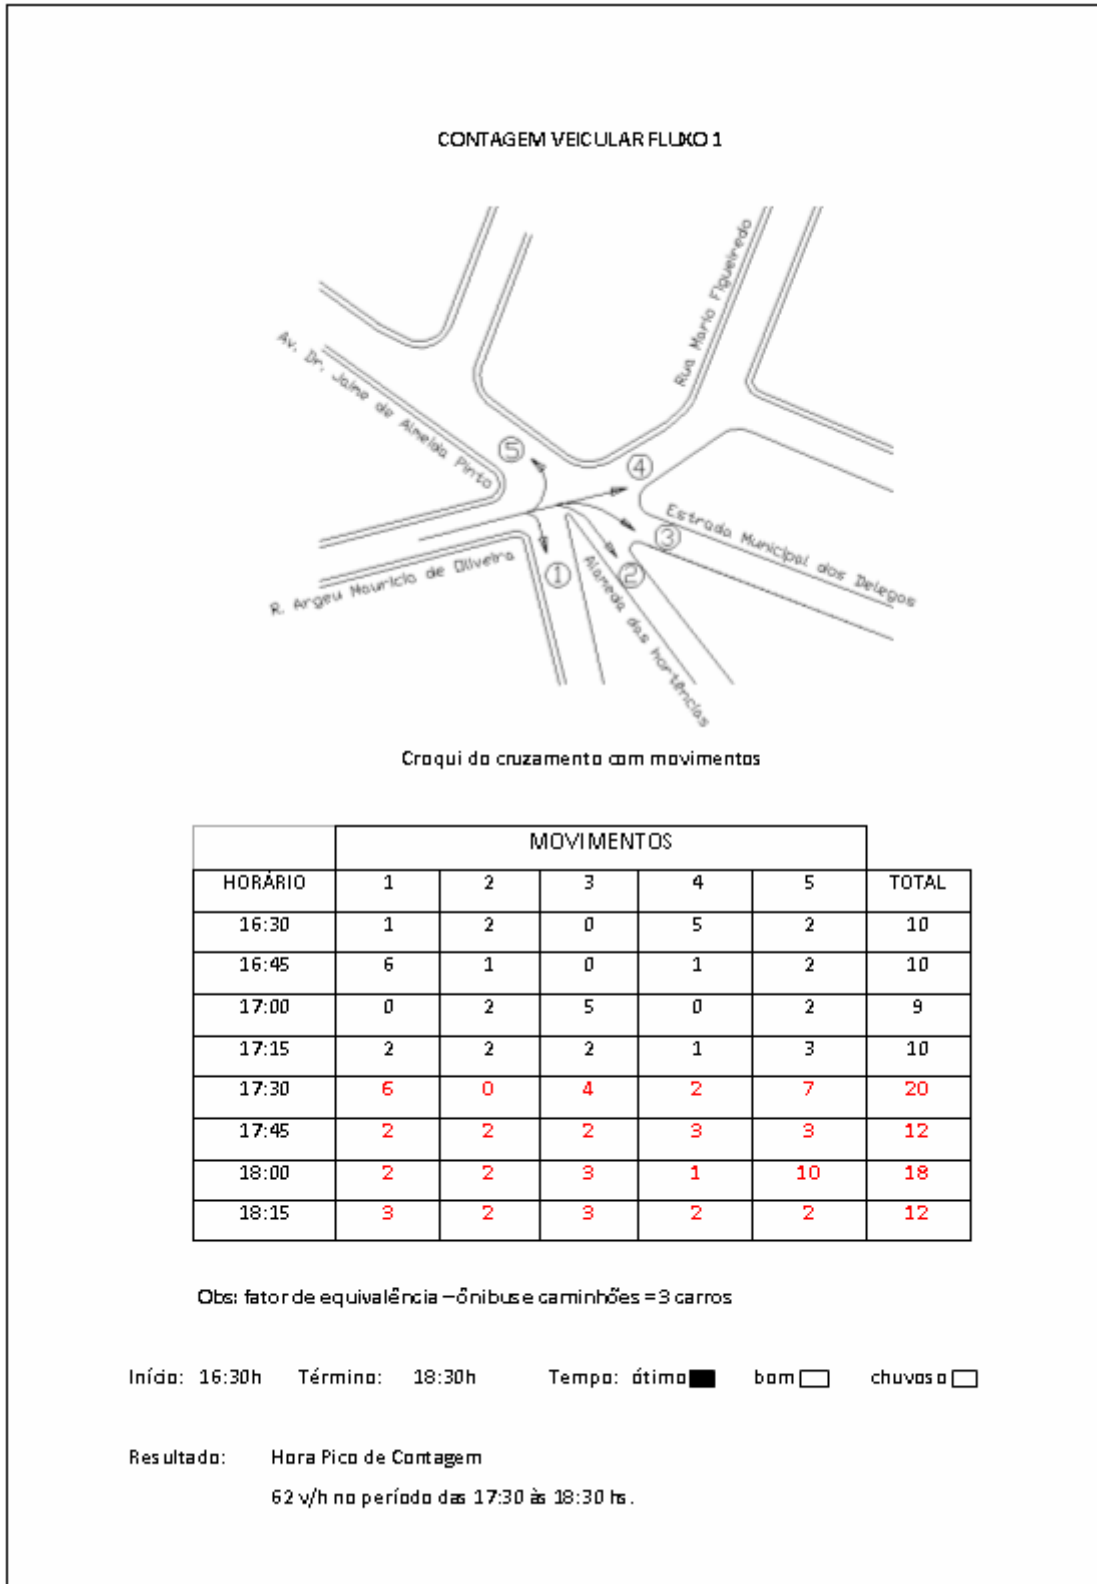 CONTAGEM VEICULAR FLUXO 1
Rua Mario Figueiredo
Av. Dr. Jaime de Almeida Pinto
5
4
Estrada Municipal dos Delegos
3
R. Argeu Mauricio de Oliveira
1
2
Alameda das hortências
Croqui do cruzamento com movimentos
MOVIMENTOS
HORÁRIO 1 2 3 4 5 TOTAL
16:30 1 2 0 5 2 10
16:45 6 1 0 1 2 10
17:00 0 2 5 0 2 9
17:15 2 2 2 1 3 10
17:30 6 0 4 2 7 20
17:45 2 2 2 3 3 12
18:00 2 2 3 1 10 18
18:15 3 2 3 2 2 12
Obs: fator de equivalência – ônibus e caminhões = 3 carros
Início: 16:30h Término: 18:30h Tempo: ótimo bom chuvoso
Resultado: Hora Pico de Contagem
62 v/h no período das 17:30 às 18:30 hs.